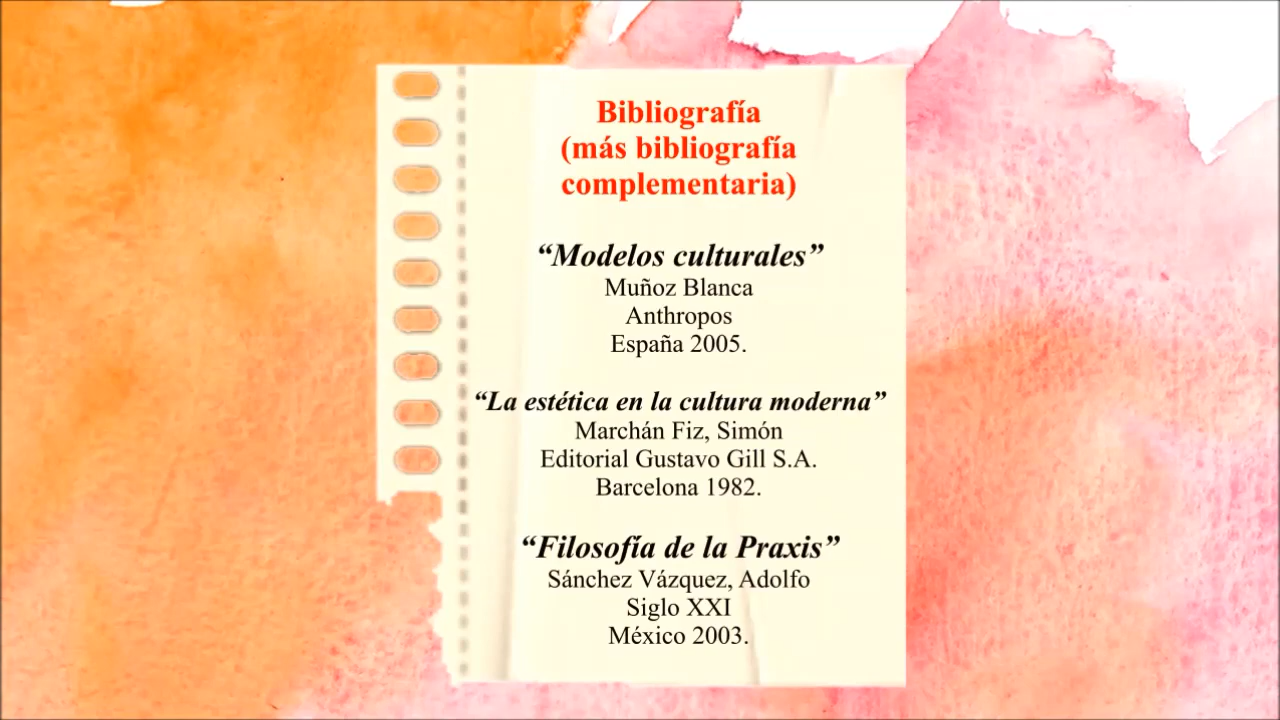 Bibliografía
(más bibliografía
complementaria)
“Modelos culturales”
Muñoz Blanca
Anthropos
España 2005.
“La estética en la cultura moderna”
Marchán Fiz, Simón
Editorial Gustavo Gill S.A.
Barcelona 1982.
“Filosofía de la Praxis”
Sánchez Vázquez, Adolfo
Siglo XXI
México 2003.